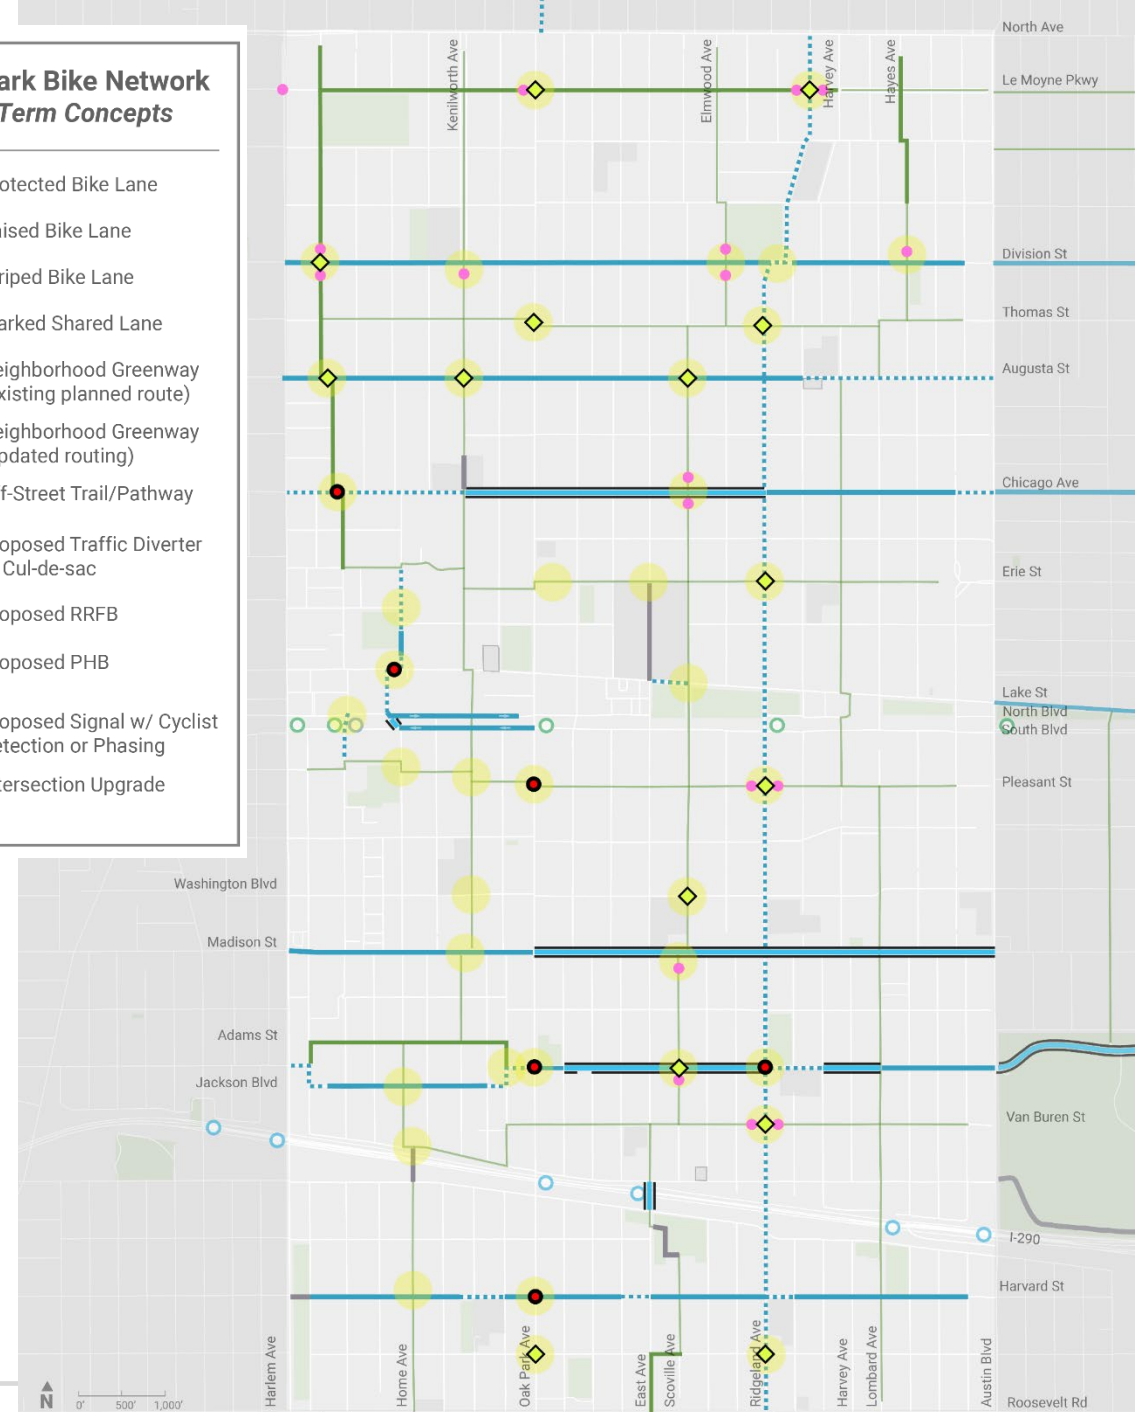 ark Bike Network
Term Concepts
otected Bike Lane
ised Bike Lane
riped Bike Lane
arked Shared Lane
eighborhood Greenway
xisting planned route)
eighborhood Greenway
pdated routing)
f-Street Trail/Pathway
oposed Traffic Diverter
Cul-de-sac
oposed RRFB
oposed PHB
oposed Signal w/ Cyclist
etection or Phasing
tersection Upgrade
Kenilworth Ave
Elmwood Ave
Harvey Ave
Hayes Ave
North Ave
Le Moyne Pkwy
Division St
Thomas St
Augusta St
Chicago Ave
Erie St
Lake St
North Blvd
South Blvd
Pleasant St
Washington Blvd
Madison St
Adams St
Jackson Blvd
Van Buren St
I-290
Harvard St
Harlem Ave
Home Ave
Oak Park Ave
East Ave
Scoville Ave
Ridgeland Ave
Harvey Ave
Lombard Ave
Austin Blvd
Roosevelt Rd
N
0' 500' 1,000'